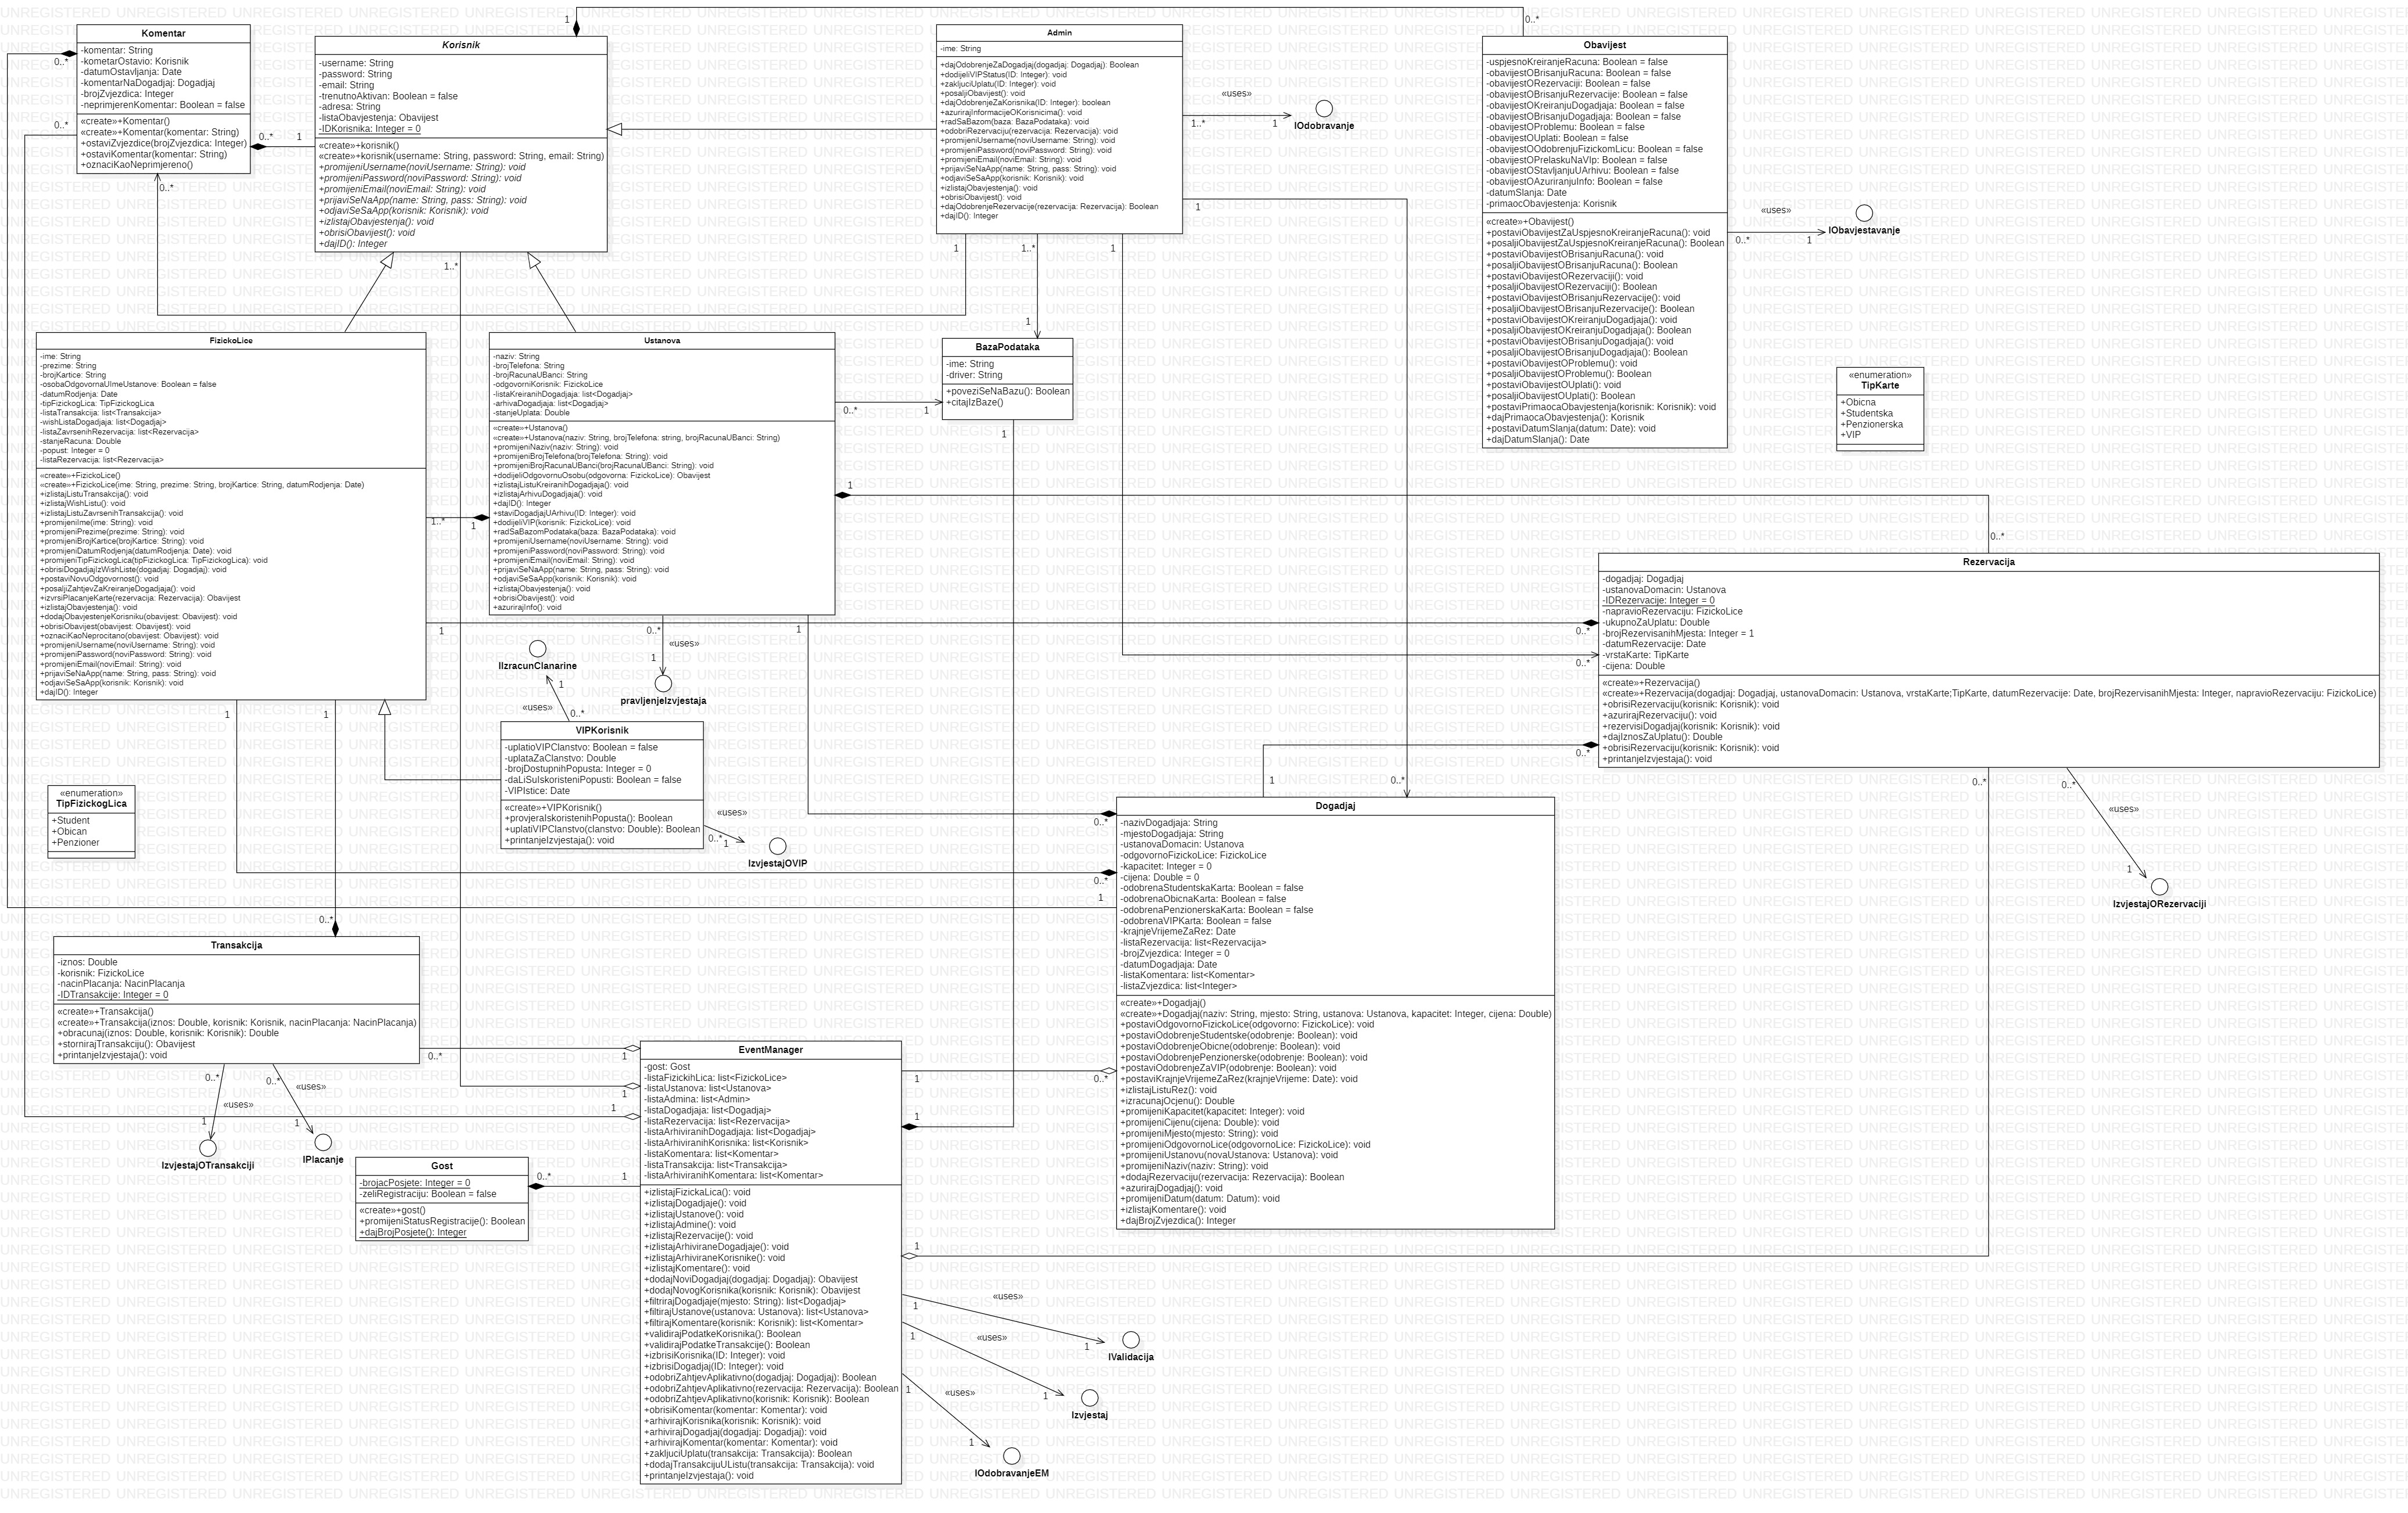 Komentar
-komentar: String
-kometarOstavio: Korisnik
-datumOstavljanja: Date
-komentarNaDogadjaj: Dogadjaj
-brojZvjezdica: Integer
-neprimjerenKomentar: Boolean = false
«create»+Komentar()
«create»+Komentar(komentar: String)
+ostaviZvjezdice(brojZvjezdica: Integer)
+ostaviKomentar(komentar: String)
+oznaciKaoNeprimjereno()
Korisnik
-username: String
-password: String
-email: String
-trenutnoAktivan: Boolean = false
-adresa: String
-listaObavjestenja: Obavijest
-IDKorisnika: Integer = 0
«create»+korisnik()
«create»+korisnik(username: String, password: String, email: String)
+promijeniUsername(noviUsername: String): void
+promijeniPassword(noviPassword: String): void
+promijeniEmail(noviEmail: String): void
+prijaviSeNaApp(name: String, pass: String): void
+odjaviSeSaApp(korisnik: Korisnik): void
+izlistajObavjestenja(): void
+obrisiObavijest(): void
+dajID(): Integer
Admin
-ime: String
+dajOdobrenjeZaDogadjaj(dogadjaj: Dogadjaj): Boolean
+dodijeliVIPStatus(ID: Integer): void
+zakljuciUplatu(ID: Integer): void
+posaljiObavijest(): void
+dajOdobrenjeZaKorisnika(ID: Integer): boolean
+azurirajInformacijeOKorisnicima(): void
+radSaBazom(baza: BazaPodataka): void
+odobriRezervaciju(rezervacija: Rezervacija): void
+promijeniUsername(noviUsername: String): void
+promijeniPassword(noviPassword: String): void
+promijeniEmail(noviEmail: String): void
+prijaviSeNaApp(name: String, pass: String): void
+odjaviSeSaApp(korisnik: Korisnik): void
+izlistajObavjestenja(): void
+obrisiObavijest(): void
+dajOdobrenjeRezervacije(rezervacija: Rezervacija): Boolean
+dajID(): Integer
«uses»
IOdobravanje
Obavijest
-uspjesnoKreiranjeRacuna: Boolean = false
-obavijestOBrisanjuRacuna: Boolean = false
-obavijestORezervaciji: Boolean = false
-obavijestOBrisanjuRezervacije: Boolean = false
-obavijestOKreiranjuDogadjaja: Boolean = false
-obavijestOBrisanjuDogadjaja: Boolean = false
-obavijestOProblemu: Boolean = false
-obavijestOUplati: Boolean = false
-obavijestOOdobrenjuFizickomLicu: Boolean = false
-obavijestOPrelaskuNaVIp: Boolean = false
-obavijestOStavljanjuUArhivu: Boolean = false
-obavijestOAzuriranjuInfo: Boolean = false
-datumSlanja: Date
-primaocObavjestenja: Korisnik
«create»+Obavijest()
+postaviObavijestZaUspjesnoKreiranjeRacuna(): void
+posaljiObavijestZaUspjesnoKreiranjeRacuna(): Boolean
+postaviObavijestOBrisanjuRacuna(): void
+posaljiObavijestOBrisanjuRacuna(): Boolean
+postaviObavijestORezervaciji(): void
+posaljiObavijestORezervaciji(): Boolean
+postaviObavijestOBrisanjuRezervacije(): void
+posaljiObavijestOBrisanjuRezervacije(): Boolean
+postaviObavijestOKreiranjuDogadjaja(): void
+posaljiObavijestOKreiranjuDogadjaja(): Boolean
+postaviObavijestOBrisanjuDogadjaja(): void
+posaljiObavijestOBrisanjuDogadjaja(): Boolean
+postaviObavijestOProblemu(): void
+posaljiObavijestOProblemu(): Boolean
+postaviObavijestOUplati(): void
+posaljiObavijestOUplati(): Boolean
+postaviPrimaocaObavjestenja(korisnik: Korisnik): void
+dajPrimaocaObavjestenja(): Korisnik
+postaviDatumSlanja(datum: Date): void
+dajDatumSlanja(): Date
«uses»
IObavjestavanje
«enumeration»
TipKarte
+Obicna
+Studentska
+Penzionerska
+VIP
FizickoLice
-ime: String
-prezime: String
-brojKartice: String
-osobaOdgovornaUImeUstanove: Boolean = false
-datumRodjenja: Date
-tipFizickogLica: TipFizickogLica
-listaTransakcija: list<Transakcija>
-wishListaDogadjaja: list<Dogadjaj>
-listaZavrsenihRezervacija: list<Rezervacija>
-stanjeRacuna: Double
-popust: Integer = 0
-listaRezervacija: list<Rezervacija>
«create»+FizickoLice()
«create»+FizickoLice(ime: String, prezime: String, brojKartice: String, datumRodjenja: Date)
+izlistajListuTransakcija(): void
+izlistajWishListu(): void
+izlistajListuZavrsenihTransakcija(): void
+promijeniIme(ime: String): void
+promijeniPrezime(prezime: String): void
+promijeniBrojKartice(brojKartice: String): void
+promijeniDatumRodjenja(datumRodjenja: Date): void
+promijeniTipFizickogLica(tipFizickogLica: TipFizickogLica): void
+obrisiDogadjajIzWishListe(dogadjaj: Dogadjaj): void
+postaviNovuOdgovornost(): void
+posaljiZahtjevZaKreiranjeDogadjaja(): void
+izvrsiPlacanjeKarte(rezervacija: Rezervacija): Obavijest
+izlistajObavjestenja(): void
+dodajObavjestenjeKorisniku(obavijest: Obavijest): void
+obrisiObavijest(obavijest: Obavijest): void
+oznaciKaoNeprocitano(obavijest: Obavijest): void
+promijeniUsername(noviUsername: String): void
+promijeniPassword(noviPassword: String): void
+promijeniEmail(noviEmail: String): void
+prijaviSeNaApp(name: String, pass: String): void
+odjaviSeSaApp(korisnik: Korisnik): void
+dajID(): Integer
Ustanova
-naziv: String
-brojTelefona: String
-brojRacunaUBanci: String
-odgovorniKorisnik: FizickoLice
-listaKreiranihDogadjaja: list<Dogadjaj>
-arhivaDogadjaja: list<Dogadjaj>
-stanjeUplata: Double
«create»+Ustanova()
«create»+Ustanova(naziv: String, brojTelefona: string, brojRacunaUBanci: String)
+promijeniNaziv(naziv: String): void
+promijeniBrojTelefona(brojTelefona: String): void
+promijeniBrojRacunaUBanci(brojRacunaUBanci: String): void
+dodijeliOdgovornuOsobu(odgovorna: FizickoLice): Obavijest
+izlistajListuKreiranihDogadjaja(): void
+izlistajArhivuDogadjaja(): void
+dajID(): Integer
+staviDogadjajUArhivu(ID: Integer): void
+dodijeliVIP(korisnik: FizickoLice): void
+radSaBazomPodataka(baza: BazaPodataka): void
+promijeniUsername(noviUsername: String): void
+promijeniPassword(noviPassword: String): void
+promijeniEmail(noviEmail: String): void
+prijaviSeNaApp(name: String, pass: String): void
+odjaviSeSaApp(korisnik: Korisnik): void
+izlistajObavjestenja(): void
+obrisiObavijest(): void
+azurirajInfo(): void
BazaPodataka
-ime: String
-driver: String
+poveziSeNaBazu(): Boolean
+citajIzBaze()
Rezervacija
-dogadjaj: Dogadjaj
-ustanovaDomacin: Ustanova
-IDRezervacije: Integer = 0
-napravioRezervaciju: FizickoLice
-ukupnoZaUplatu: Double
-brojRezervisanihMjesta: Integer = 1
-datumRezervacije: Date
-vrstaKarte: TipKarte
-cijena: Double
«create»+Rezervacija()
«create»+Rezervacija(dogadjaj: Dogadjaj, ustanovaDomacin: Ustanova, vrstaKarte;TipKarte, datumRezervacije: Date, brojRezervisanihMjesta: Integer, napravioRezervaciju: FizickoLice)
+obrisiRezervaciju(korisnik: Korisnik): void
+azurirajRezervaciju(): void
+rezervisiDogadjaj(korisnik: Korisnik): void
+dajIznosZaUplatu(): Double
+obrisiRezervaciju(korisnik: Korisnik): void
+printanjeIzvjestaja(): void
«uses»
IIzracunClanarine
«uses»
pravljenjeIzvjestaja
«uses»
VIPKorisnik
-uplatioVIPClanstvo: Boolean = false
-uplataZaClanstvo: Double
-brojDostupnihPopusta: Integer = 0
-daLiSuIskoristeniPopusti: Boolean = false
-VIPIstice: Date
«create»+VIPKorisnik()
+provjeraIskoristenihPopusta(): Boolean
+uplatiVIPClanstvo(clanstvo: Double): Boolean
+printanjeIzvjestaja(): void
«uses»
IzvjestajOVIP
«enumeration»
TipFizickogLica
+Student
+Obican
+Penzioner
Dogadjaj
-nazivDogadjaja: String
-mjestoDogadjaja: String
-ustanovaDomacin: Ustanova
-odgovornoFizickoLice: FizickoLice
-kapacitet: Integer = 0
-cijena: Double = 0
-odobrenaStudentskaKarta: Boolean = false
-odobrenaObicnaKarta: Boolean = false
-odobrenaPenzionerskaKarta: Boolean = false
-odobrenaVIPKarta: Boolean = false
-krajnjeVrijemeZaRez: Date
-listaRezervacija: list<Rezervacija>
-brojZvjezdica: Integer = 0
-datumDogadjaja: Date
-listaKomentara: list<Komentar>
-listaZvjezdica: list<Integer>
«create»+Dogadjaj()
«create»+Dogadjaj(naziv: String, mjesto: String, ustanova: Ustanova, kapacitet: Integer, cijena: Double)
+postaviOdgovornoFizickoLice(odgovorno: FizickoLice): void
+postaviOdobrenjeStudentske(odobrenje: Boolean): void
+postaviOdobrenjeObicne(odobrenje: Boolean): void
+postaviOdobrenjePenzionerske(odobrenje: Boolean): void
+postaviOdobrenjeZaVIP(odobrenje: Boolean): void
+postaviKrajnjeVrijemeZaRez(krajnjeVrijeme: Date): void
+izlistajListuRez(): void
+izracunajOcjenu(): Double
+promijeniKapacitet(kapacitet: Integer): void
+promijeniCijenu(cijena: Double): void
+promijeniMjesto(mjesto: String): void
+promijeniOdgovornoLice(odgovornoLice: FizickoLice): void
+promijeniUstanovu(novaUstanova: Ustanova): void
+promijeniNaziv(naziv: String): void
+dodajRezervaciju(rezervacija: Rezervacija): Boolean
+azurirajDogadjaj(): void
+promijeniDatum(datum: Datum): void
+izlistajKomentare(): void
+dajBrojZvjezdica(): Integer
«uses»
IzvjestajORezervaciji
Transakcija
-iznos: Double
-korisnik: FizickoLice
-nacinPlacanja: NacinPlacanja
-IDTransakcije: Integer = 0
«create»+Transakcija()
«create»+Transakcija(iznos: Double, korisnik: Korisnik, nacinPlacanja: NacinPlacanja)
+obracunaj(iznos: Double, korisnik: Korisnik): Double
+stornirajTransakciju(): Obavijest
+printanjeIzvjestaja(): void
«uses»
«uses»
IzvjestajOTransakciji
IPlacanje
Gost
-brojacPosjete: Integer = 0
-zeliRegistraciju: Boolean = false
«create»+gost()
+promijeniStatusRegistracije(): Boolean
+dajBrojPosjete(): Integer
EventManager
-gost: Gost
-listaFizickihLica: list<FizickoLice>
-listaUstanova: list<Ustanova>
-listaAdmina: list<Admin>
-listaDogadjaja: list<Dogadjaj>
-listaRezervacija: list<Rezervacija>
-listaArhiviranihDogadjaja: list<Dogadjaj>
-listaArhiviranihKorisnika: list<Korisnik>
-listaKomentara: list<Komentar>
-listaTransakcija: list<Transakcija>
-listaArhiviranihKomentara: list<Komentar>
+izlistajFizickaLica(): void
+izlistajDogadjaje(): void
+izlistajUstanove(): void
+izlistajAdmine(): void
+izlistajRezervacije(): void
+izlistajArhiviraneDogadjaje(): void
+izlistajArhiviraneKorisnike(): void
+izlistajKomentare(): void
+dodajNoviDogadjaj(dogadjaj: Dogadjaj): Obavijest
+dodajNovogKorisnika(korisnik: Korisnik): Obavijest
+filtrirajDogadjaje(mjesto: String): list<Dogadjaj>
+filtirajUstanove(ustanova: Ustanova): list<Ustanova>
+filtirajKomentare(korisnik: Korisnik): list<Komentar>
+validirajPodatkeKorisnika(): Boolean
+validirajPodatkeTransakcije(): Boolean
+izbrisiKorisnika(ID: Integer): void
+izbrisiDogadjaj(ID: Integer): void
+odobriZahtjevAplikativno(dogadjaj: Dogadjaj): Boolean
+odobriZahtjevAplikativno(rezervacija: Rezervacija): Boolean
+odobriZahtjevAplikativno(korisnik: Korisnik): Boolean
+obrisiKomentar(komentar: Komentar): void
+arhivirajKorisnika(korisnik: Korisnik): void
+arhivirajDogadjaj(dogadjaj: Dogadjaj): void
+arhivirajKomentar(komentar: Komentar): void
+zakljuciUplatu(transakcija: Transakcija): Boolean
+dodajTransakcijuUListu(transakcija: Transakcija): void
+printanjeIzvjestaja(): void
«uses»
IValidacija
«uses»
Izvjestaj
«uses»
IOdobravanjeEM